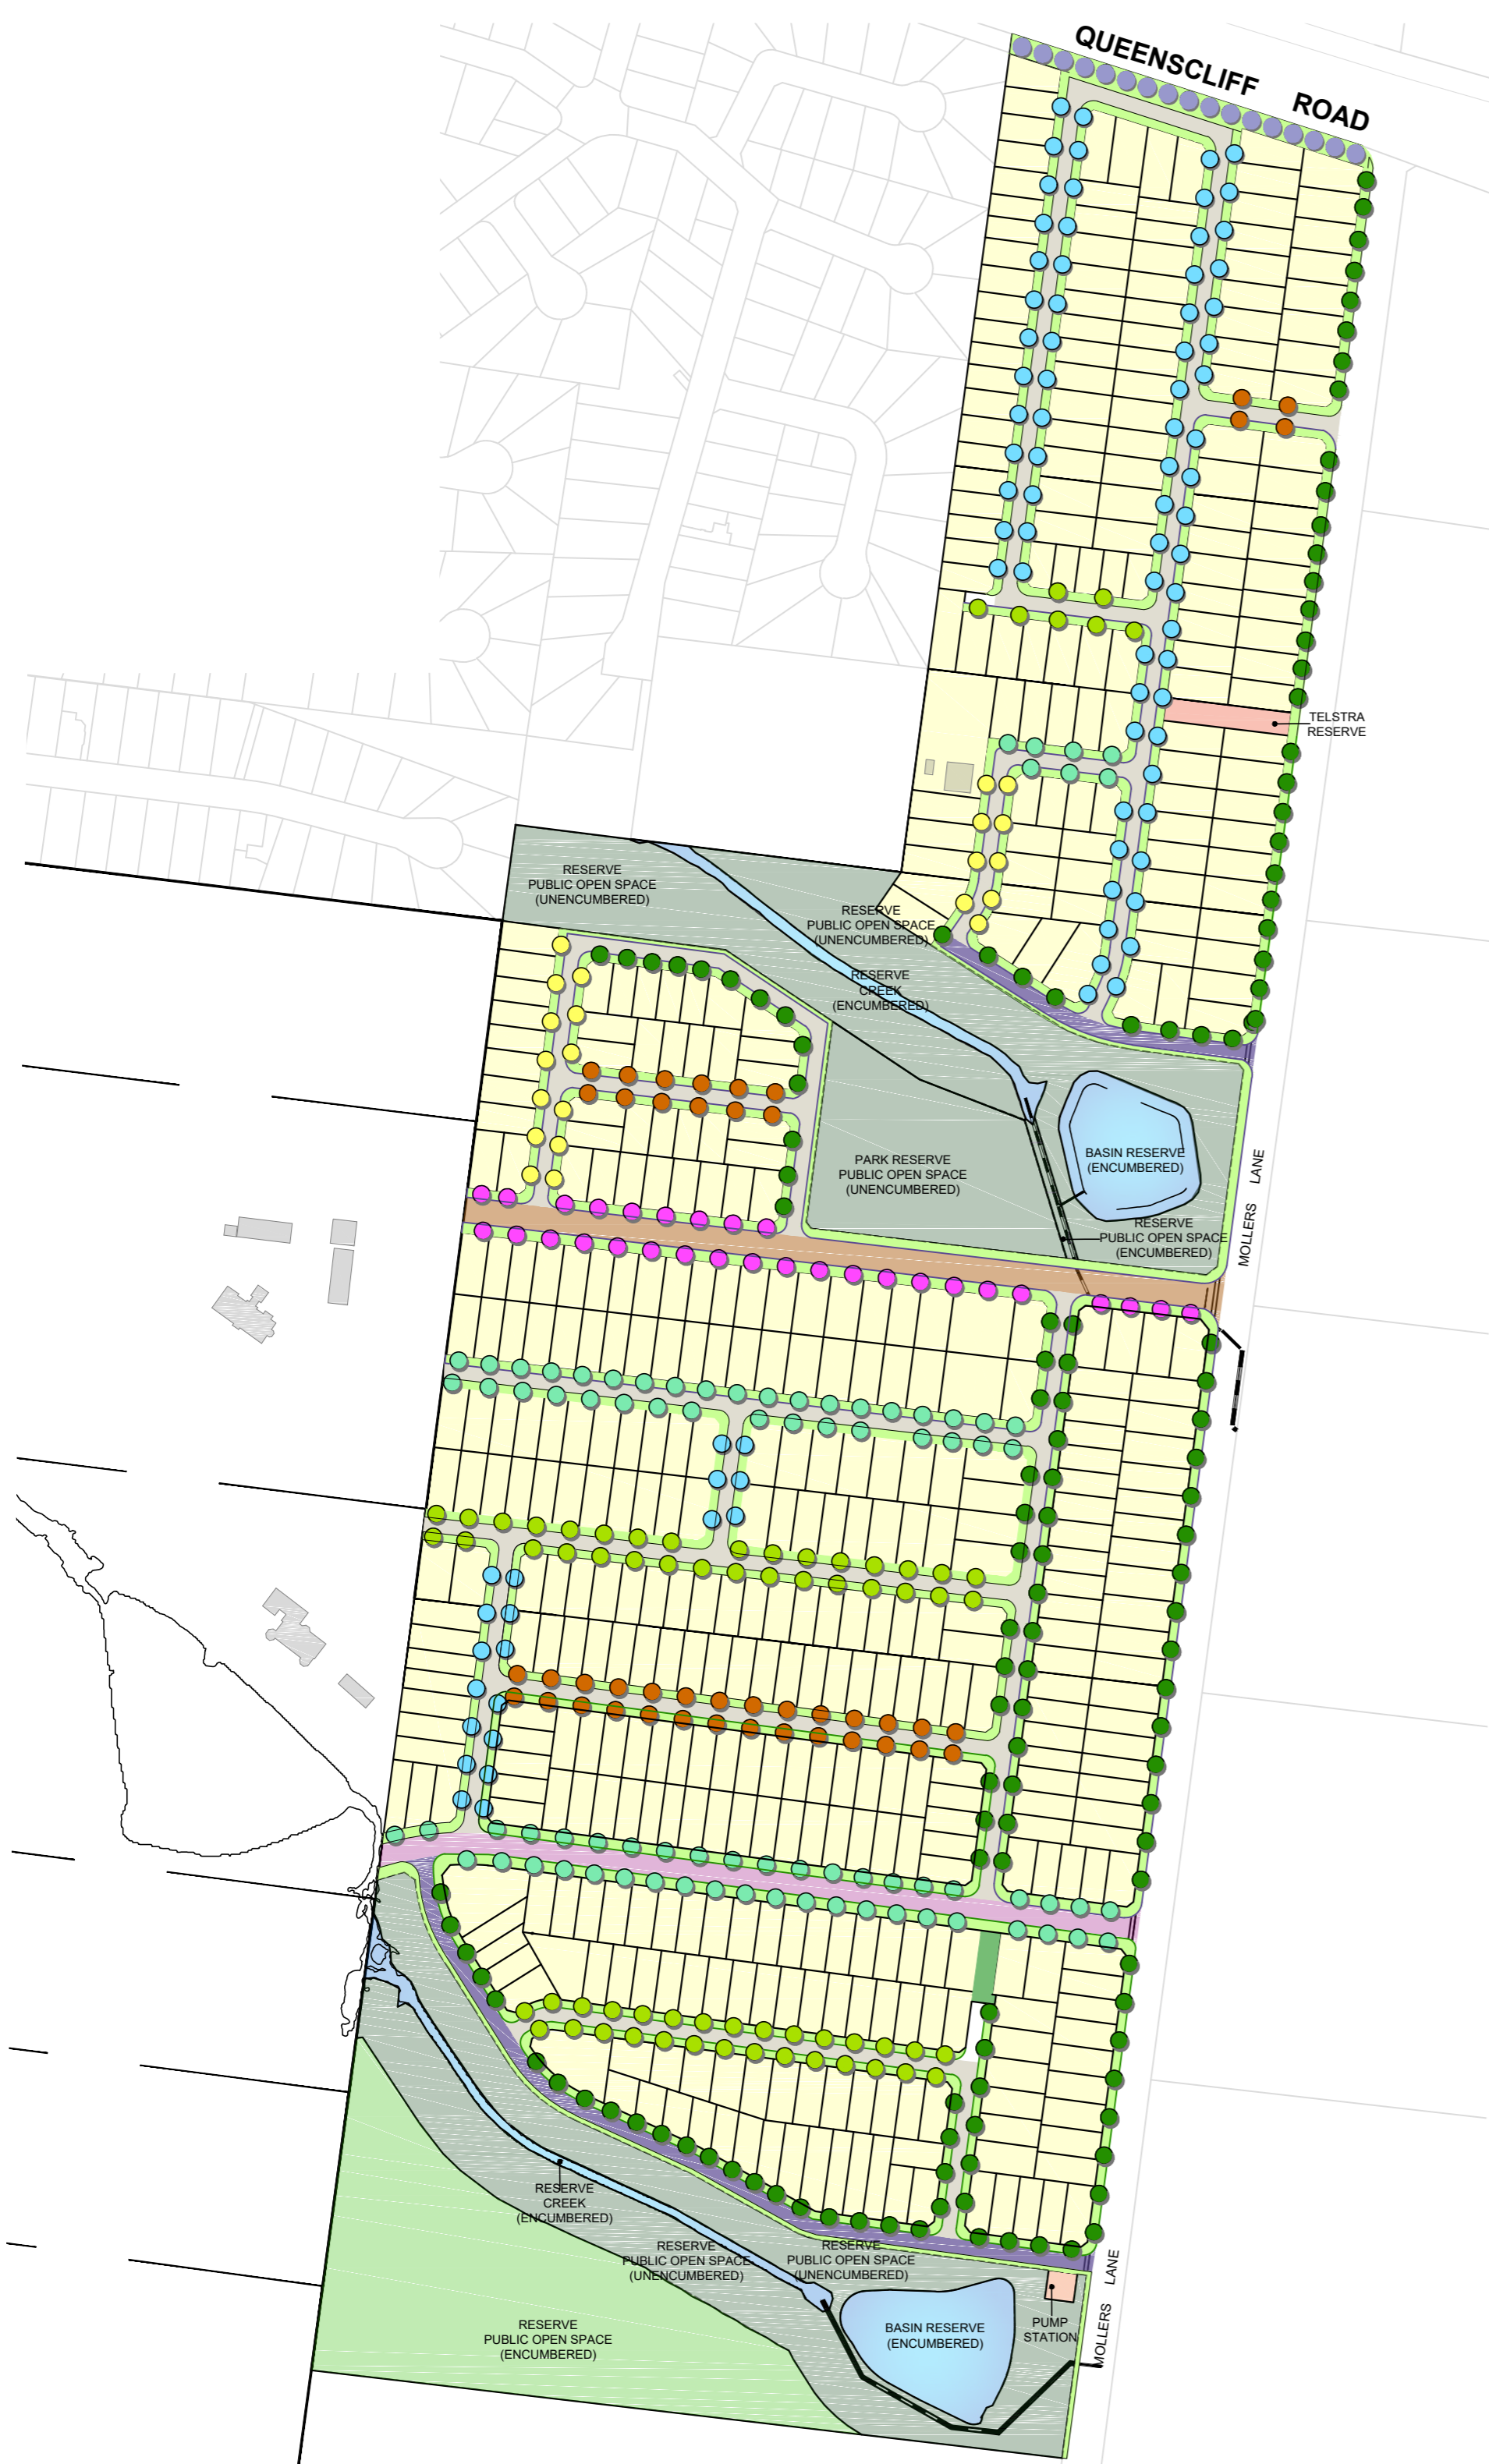 QUEENSCLIFF ROAD
TELSTRA
RESERVE
RESERVE
PUBLIC OPEN SPACE
(UNENCUMBERED)
RESERVE
PUBLIC OPEN SPACE
(UNENCUMBERED)
RESERVE
CREEK
(ENCUMBERED)
BASIN RESERVE
(ENCUMBERED)
PARK RESERVE
PUBLIC OPEN SPACE
(UNENCUMBERED)
MOLLERS LANE
RESERVE
PUBLIC OPEN SPACE
(ENCUMBERED)
RESERVE
CREEK
(ENCUMBERED)
RESERVE
PUBLIC OPEN SPACE
(UNENCUMBERED)
RESERVE
PUBLIC OPEN SPACE
(UNENCUMBERED)
MOLLERS LANE
PUMP
STATION
BASIN RESERVE
(ENCUMBERED)
RESERVE
PUBLIC OPEN SPACE
(ENCUMBERED)